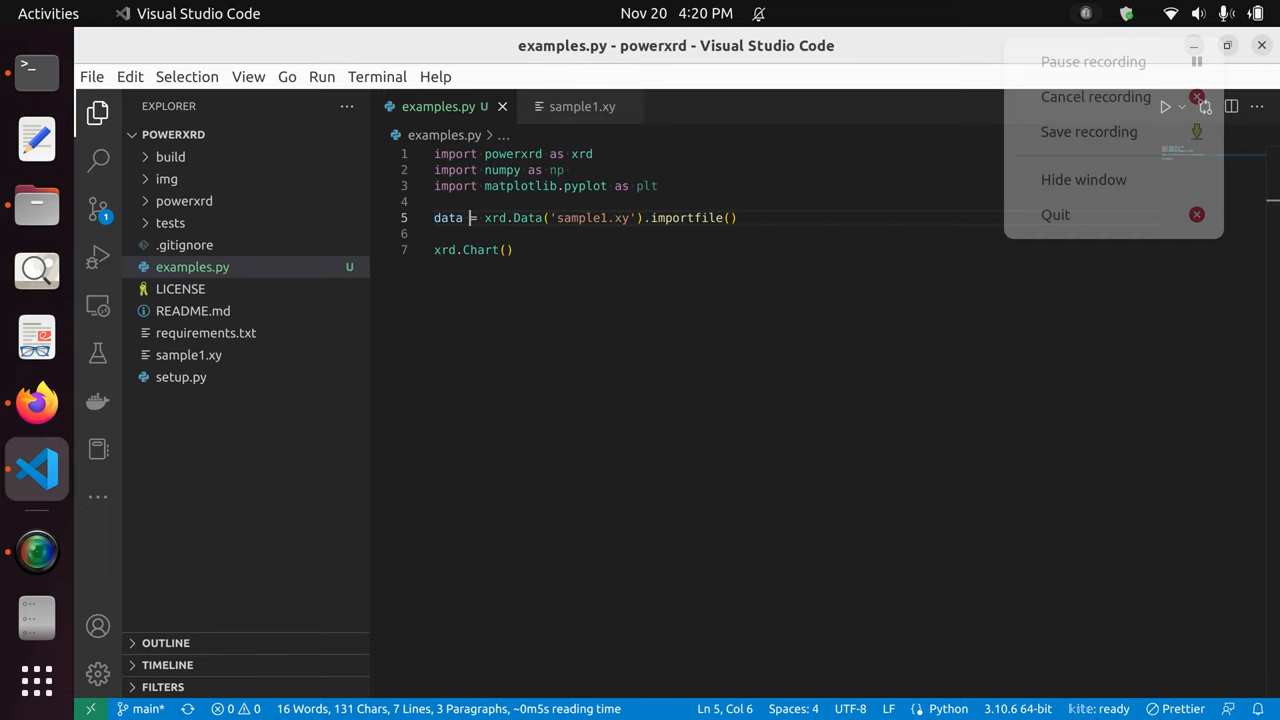 Activities
Visual Studio Code
Nov 20 4:20 PM
examples.py - powerxrd - Visual Studio Code
File Edit Selection View Go Run Terminal Help
Pause recording
Cancel recording
Save recording
Hide window
Quit
EXPLORER
POWERXRD
build
img
powerxrd
tests
.gitignore
examples.py U
LICENSE
README.md
requirements.txt
sample1.xy
setup.py
OUTLINE
TIMELINE
FILTERS
1
examples.py U
sample1.xy
examples.py > ...
1 import powerxrd as xrd
2 import numpy as np
3 import matplotlib.pyplot as plt
4
5 data = xrd.Data('sample1.xy').importfile()
6
7 xrd.Chart()
main*
0 0
16 Words, 131 Chars, 7 Lines, 3 Paragraphs, ~0m5s reading time
Ln 5, Col 6
Spaces: 4
UTF-8
LF
Python
3.10.6 64-bit
kite: ready
Prettier